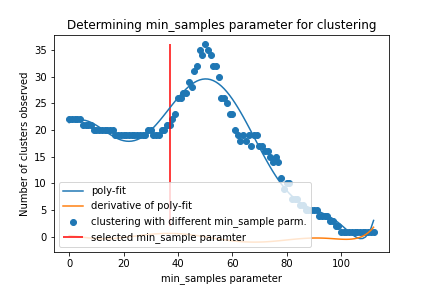 Determining min_samples parameter for clustering
Number of clusters observed
35
30
25
20
15
10
5
0
poly-fit
derivative of poly-fit
clustering with different min_sample parm.
selected min_sample paramter
0
20
40
60
80
100
min_samples parameter